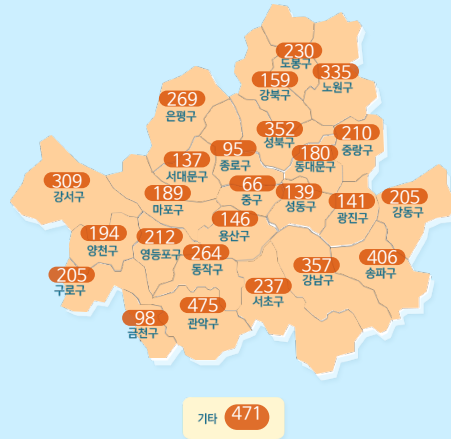 230
도봉구
335
노원구
159
강북구
269
은평구
352
성북구
210
중랑구
95
종로구
180
동대문구
137
서대문구
309
강서구
189
마포구
66
중구
139
성동구
141
광진구
205
강동구
146
용산구
194
양천구
212
영등포구
264
동작구
406
송파구
357
강남구
205
구로구
237
서초구
475
관악구
98
금천구
기타 471